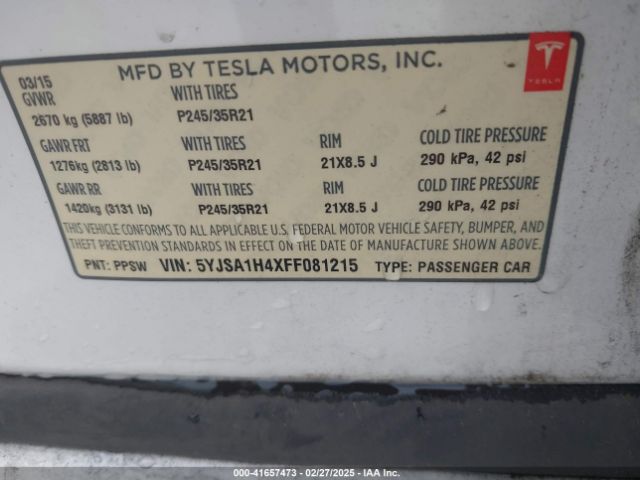 03/15 MFD BY TESLA MOTORS, INC. TESLA
GVWR WITH TIRES
2670 kg (5887 lb) P245/35R21
GAWR FRT WITH TIRES RIM COLD TIRE PRESSURE
1276kg (2813 lb) P245/35R21 21X8.5 J 290 kPa, 42 psi
GAWR RR WITH TIRES RIM COLD TIRE PRESSURE
1420kg (3131 lb) P245/35R21 21X8.5 J 290 kPa, 42 psi
THIS VEHICLE CONFORMS TO ALL APPLICABLE U.S. FEDERAL MOTOR VEHICLE SAFETY, BUMPER, AND
THEFT PREVENTION STANDARDS IN EFFECT ON THE DATE OF MANUFACTURE SHOWN ABOVE.
PNT: PPSW VIN: 5YJSA1H4XFF081215 TYPE: PASSENGER CAR
000-41657473 - 02/27/2025 - IAA Inc.